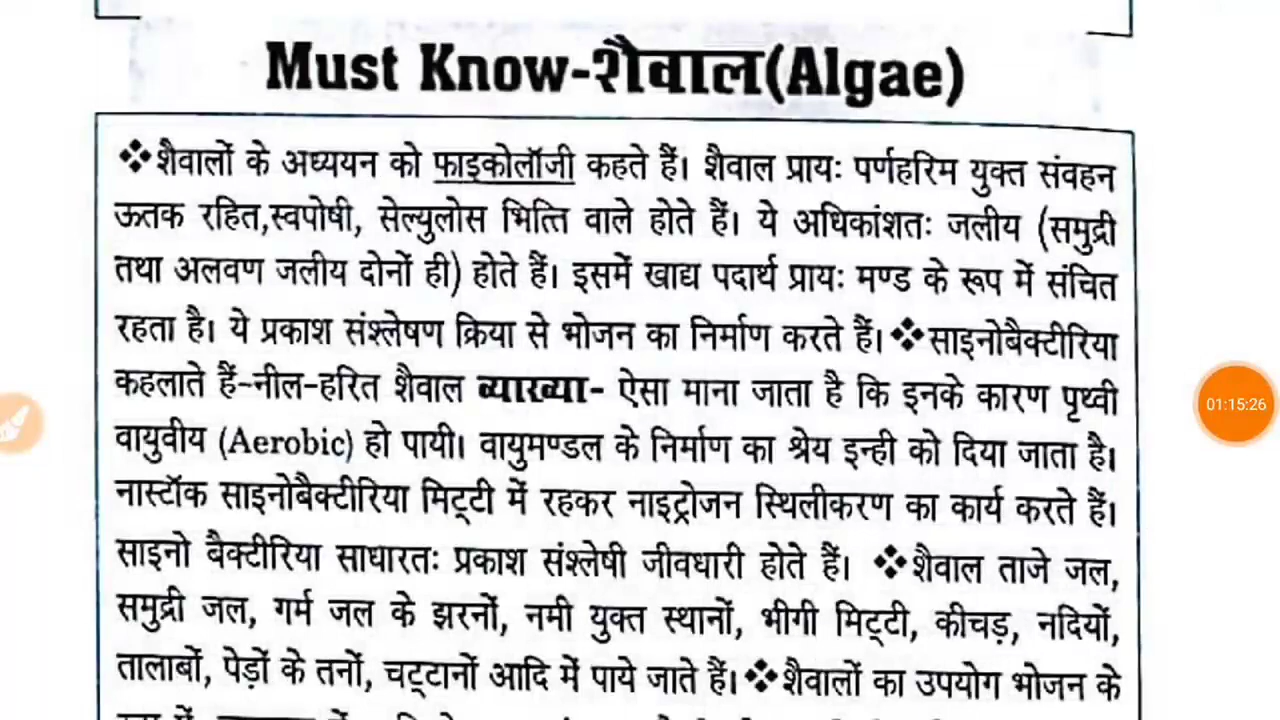 Must Know-शैवाल(Algae)
❖शैवालों के अध्ययन को फाइकोलॉजी कहते हैं। शैवाल प्रायः पर्णहरिम युक्त संवहन
ऊतक रहित,स्वपोषी, सेल्युलोस भित्ति वाले होते हैं। ये अधिकांशतः जलीय (समुद्री
तथा अलवण जलीय दोनों ही) होते हैं। इसमें खाद्य पदार्थ प्रायः मण्ड के रूप में संचित
रहता है। ये प्रकाश संश्लेषण क्रिया से भोजन का निर्माण करते हैं।❖साइनोबैक्टीरिया
कहलाते हैं-नील-हरित शैवाल व्याख्या- ऐसा माना जाता है कि इनके कारण पृथ्वी
वायुवीय (Aerobic) हो पायी। वायुमण्डल के निर्माण का श्रेय इन्ही को दिया जाता है।
नास्टॉक साइनोबैक्टीरिया मिट्टी में रहकर नाइट्रोजन स्थिलीकरण का कार्य करते हैं।
साइनो बैक्टीरिया साधारतः प्रकाश संश्लेषी जीवधारी होते हैं। ❖शैवाल ताजे जल,
समुद्री जल, गर्म जल के झरनों, नमी युक्त स्थानों, भीगी मिट्टी, कीचड़, नदियों,
तालाबों, पेड़ों के तनों, चट्टानों आदि में पाये जाते हैं।❖शैवालों का उपयोग भोजन के
01:15:26